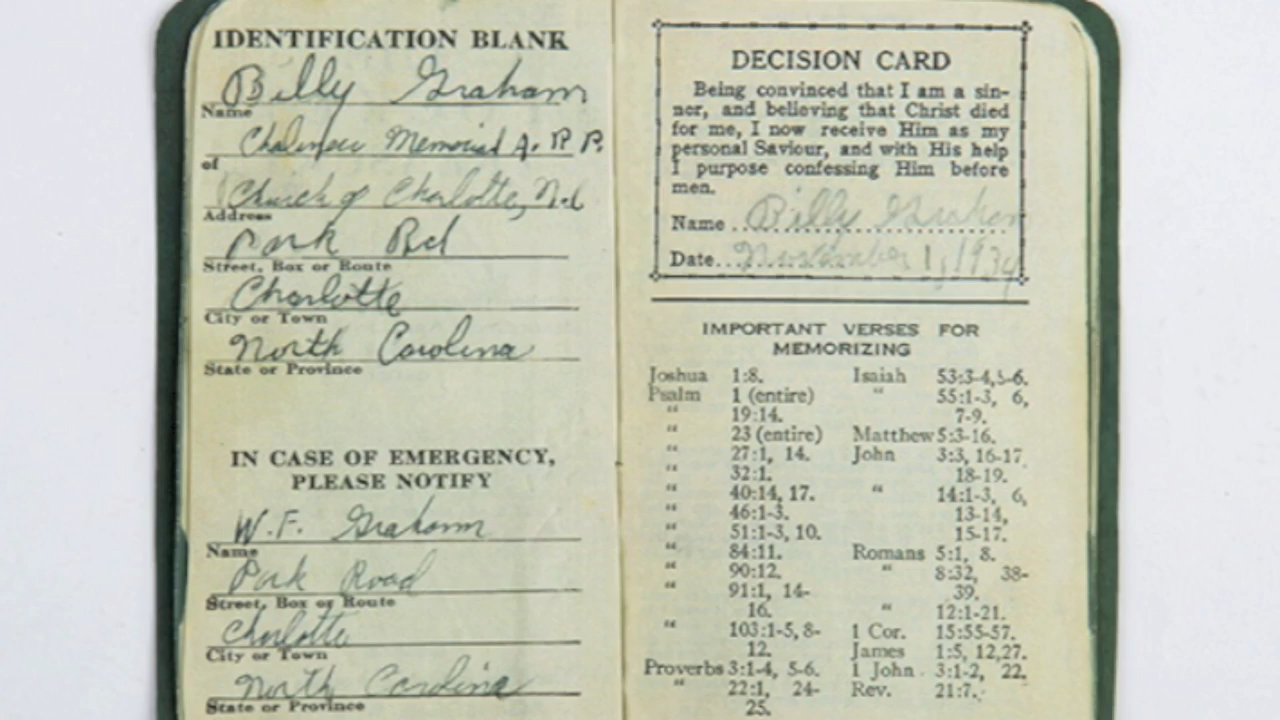 IDENTIFICATION BLANK
Billy Graham
Name
Chalmers Memorial A. R. P.
of
Church of Charlotte, N.C
Address
Park Rd
Street, Box or Route
Charlotte
City or Town
North Carolina
State or Province
IN CASE OF EMERGENCY,
PLEASE NOTIFY
W.F. Graham
Name
Park Road
Street, Box or Route
Charlotte
City or Town
North Carolina
State or Province
DECISION CARD
Being convinced that I am a sin-
ner, and believing that Christ died
for me, I now receive Him as my
personal Saviour, and with His help
I purpose confessing Him before
men.
Name .. Billy Graham
Date... November 1, 1934
IMPORTANT VERSES FOR
MEMORIZING
Joshua 1:8. Isaiah 53:3-4,5-6.
Psalm 1 (entire) " 55:1-3, 6,
" 19:14. 7-9.
" 23 (entire) Matthew 5:3-16.
" 27:1, 14. John 3:3, 16-17
" 32:1. 18-19.
" 40:14, 17. " 14:1-3, 6,
" 46:1-3. 13-14,
" 51:1-3, 10. 15-17.
" 84:11. Romans 5:1, 8.
" 90:12. " 8:32, 38-
" 91:1, 14- 39.
16. " 12:1-21.
" 103:1-5, 8- 1 Cor. 15:55-57.
12. James 1:5, 12,27.
Proverbs 3:1-4, 5-6. 1 John 3:1-2, 22.
" 22:1, 24- Rev. 21:7.
25.